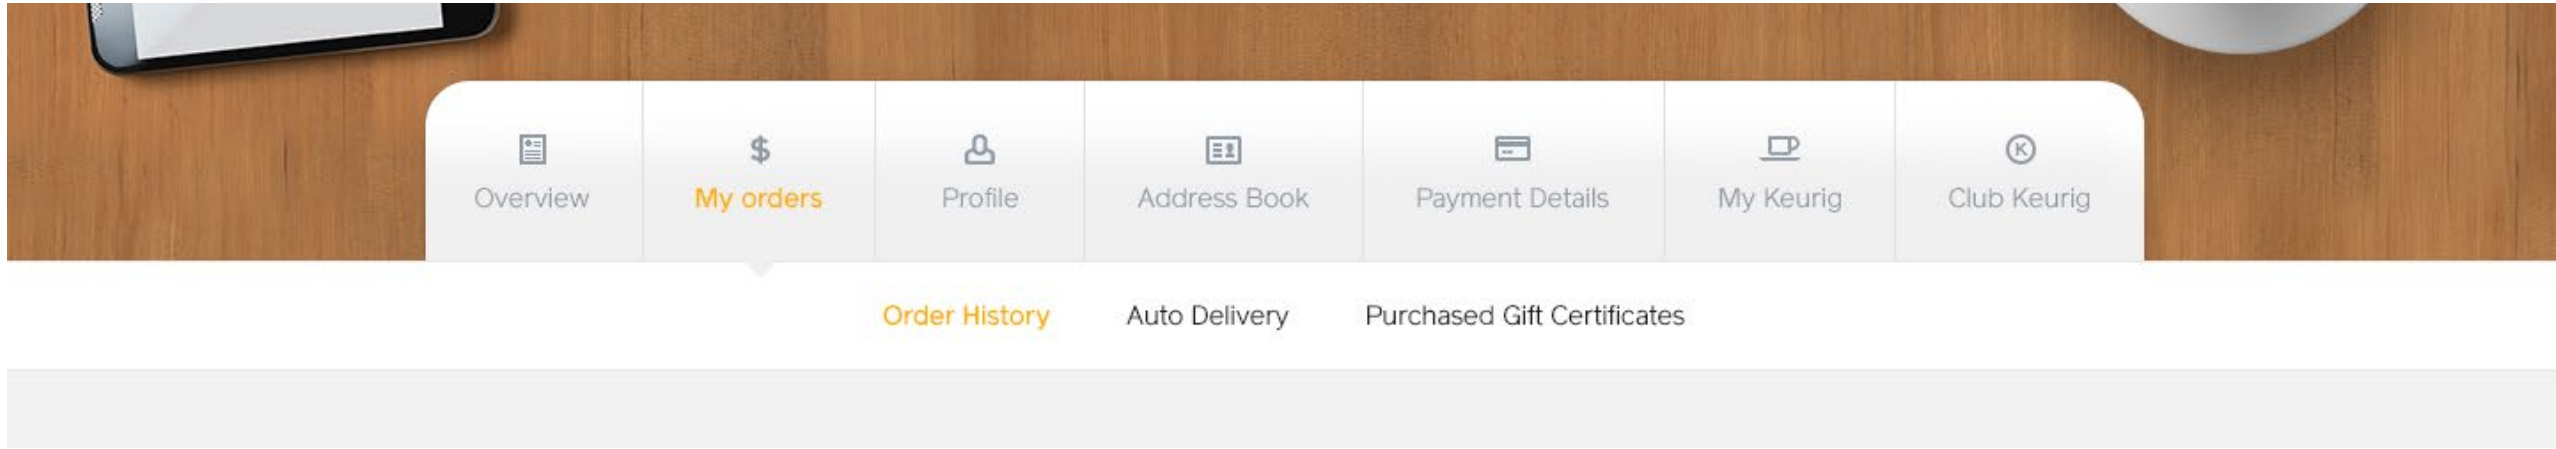 Overview
My orders
Profile
Address Book
Payment Details
My Keurig
Club Keurig
Order History
Auto Delivery
Purchased Gift Certificates